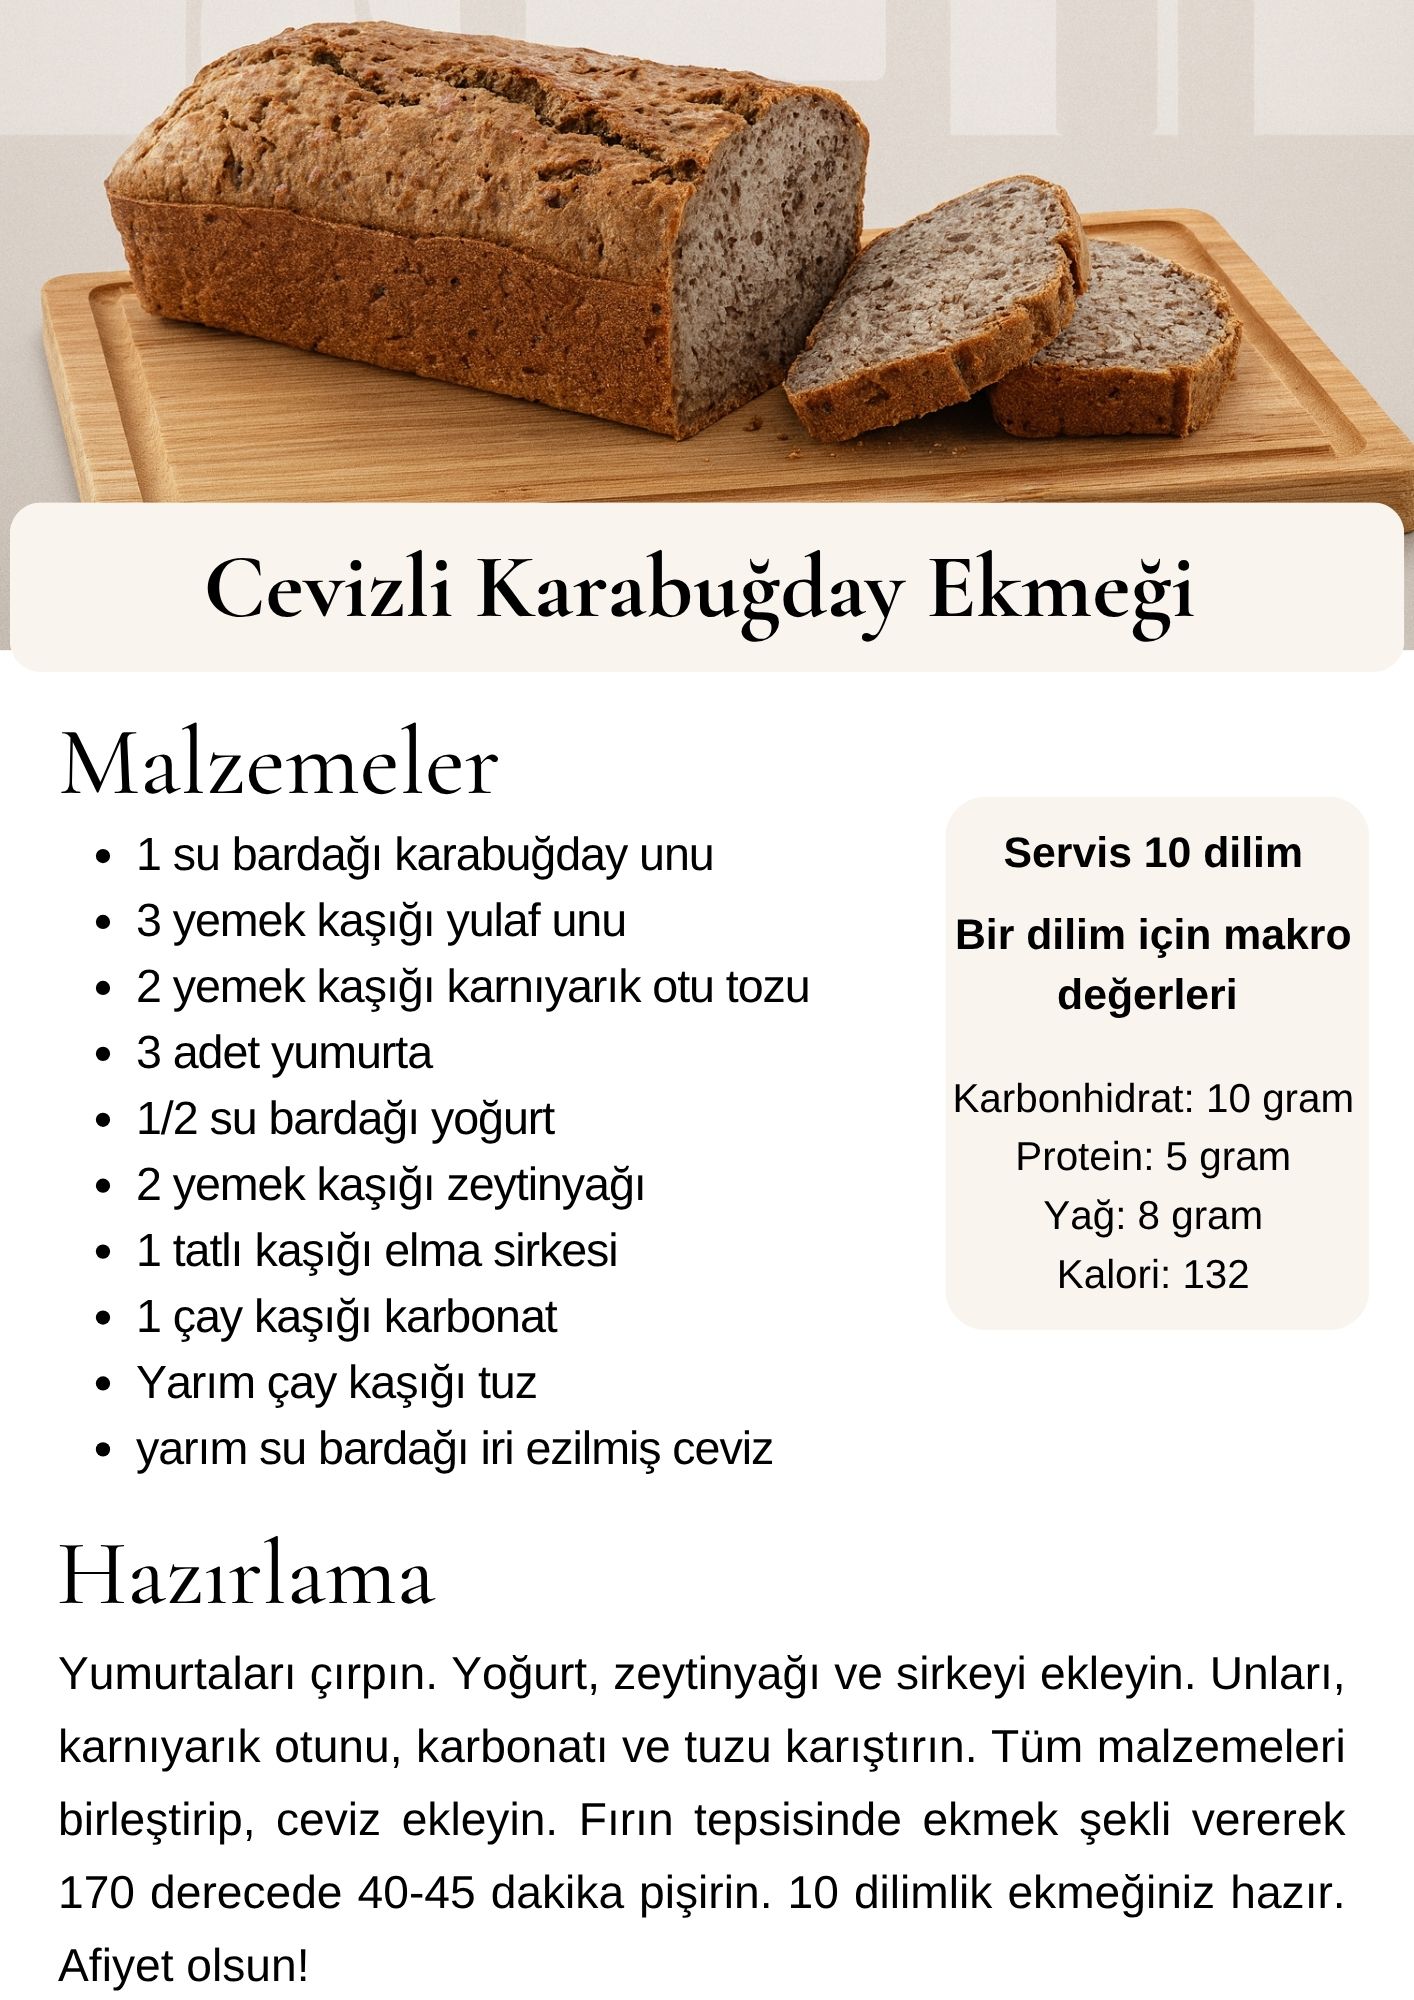 Cevizli Karabuğday Ekmeği
Malzemeler
1 su bardağı karabuğday unu
3 yemek kaşığı yulaf unu
2 yemek kaşığı karnıyarık otu tozu
3 adet yumurta
1/2 su bardağı yoğurt
2 yemek kaşığı zeytinyağı
1 tatlı kaşığı elma sirkesi
1 çay kaşığı karbonat
Yarım çay kaşığı tuz
yarım su bardağı iri ezilmiş ceviz
Servis 10 dilim
Bir dilim için makro
değerleri
Karbonhidrat: 10 gram
Protein: 5 gram
Yağ: 8 gram
Kalori: 132
Hazırlama
Yumurtaları çırpın. Yoğurt, zeytinyağı ve sirkeyi ekleyin. Unları,
karnıyarık otunu, karbonatı ve tuzu karıştırın. Tüm malzemeleri
birleştirip, ceviz ekleyin. Fırın tepsisinde ekmek şekli vererek
170 derecede 40-45 dakika pişirin. 10 dilimlik ekmeğiniz hazır.
Afiyet olsun!